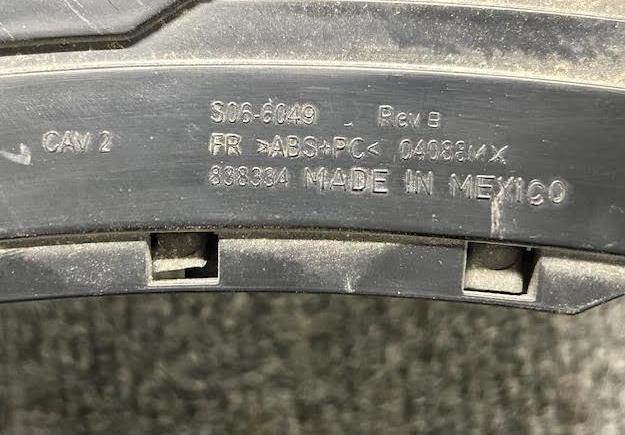 S06-6049 Rev B
CAV 2
FR >ABS+PC< 04088MX
838334 MADE IN MEXICO